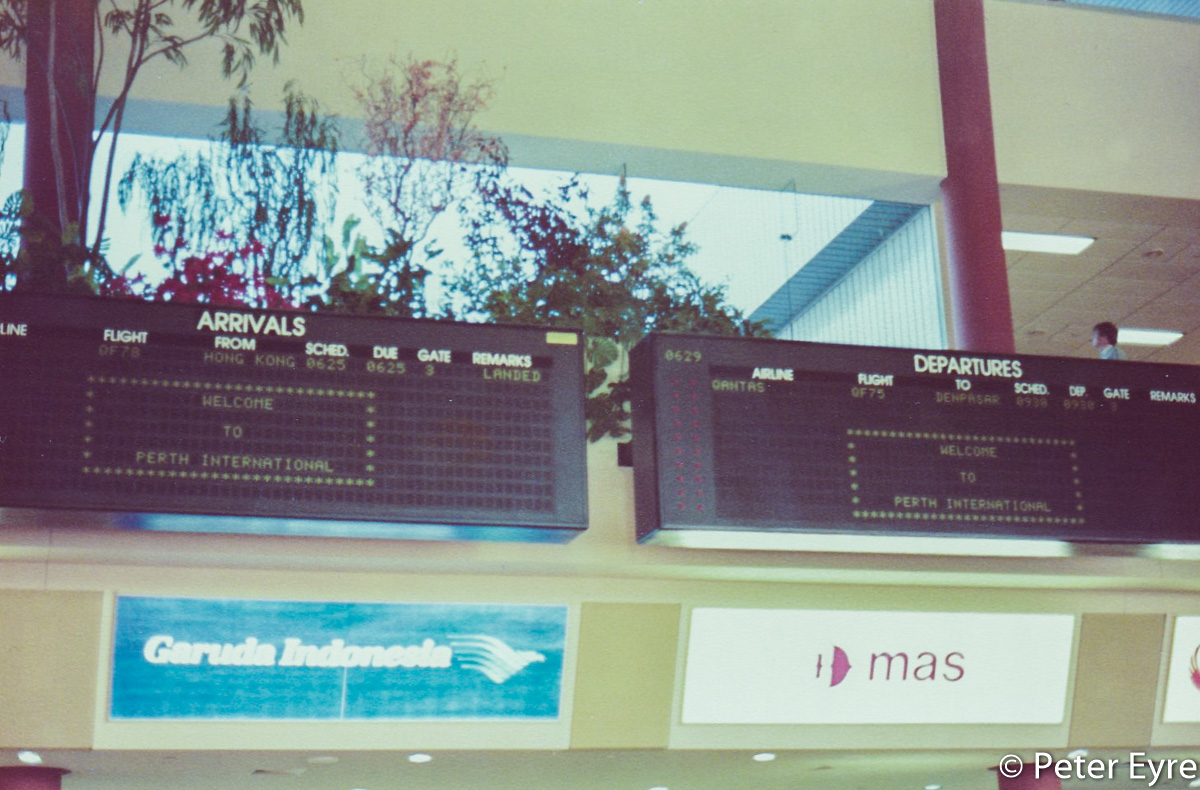 ARRIVALS
LINE FLIGHT FROM SCHED. DUE GATE REMARKS
QF78 HONG KONG 0625 0625 3 LANDED
WELCOME
TO
PERTH INTERNATIONAL
0629
DEPARTURES
AIRLINE FLIGHT TO SCHED. DEP. GATE REMARKS
QANTAS QF75 DENPASAR 0930 0930
WELCOME
TO
PERTH INTERNATIONAL
Garuda Indonesia
mas
© Peter Eyre